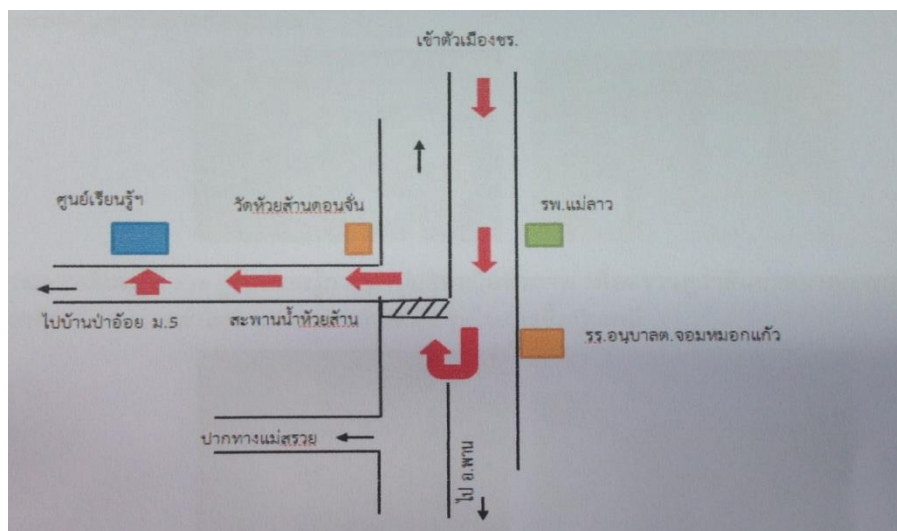 เข้าตัวเมืองชร.
ศูนย์เรียนรู้ฯ
วัดห้วยส้านดอนจั่น
รพ.แม่ลาว
ไปบ้านป่าอ้อย ม.5
สะพานน้ำห้วยส้าน
รร.อนุบาลต.จอมหมอกแก้ว
ปากทางแม่สรวย
ไป อ.พาน